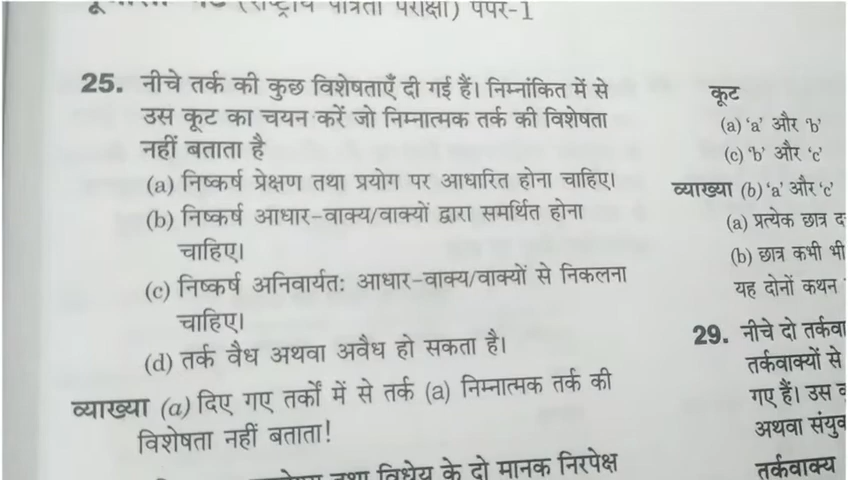 (राष्ट्रीय पात्रता परीक्षा) पेपर-1
25. नीचे तर्क की कुछ विशेषताएँ दी गई हैं। निम्नांकित में से
उस कूट का चयन करें जो निम्नात्मक तर्क की विशेषता
नहीं बताता है
(a) निष्कर्ष प्रेक्षण तथा प्रयोग पर आधारित होना चाहिए।
(b) निष्कर्ष आधार-वाक्य/वाक्यों द्वारा समर्थित होना
चाहिए।
(c) निष्कर्ष अनिवार्यतः आधार-वाक्य/वाक्यों से निकलना
चाहिए।
(d) तर्क वैध अथवा अवैध हो सकता है।
व्याख्या (a) दिए गए तर्कों में से तर्क (a) निम्नात्मक तर्क की
विशेषता नहीं बताता!
तथा विधेय के दो मानक निरपेक्ष
कूट
(a) ‘a’ और ‘b’
(c) ‘b’ और ‘c’
व्याख्या (b) ‘a’ और ‘c’
(a) प्रत्येक छात्र
(b) छात्र कभी भी
यह दोनों कथन
29. नीचे दो तर्कवा
तर्कवाक्यों से
गए हैं। उस
अथवा संयुक्
तर्कवाक्य